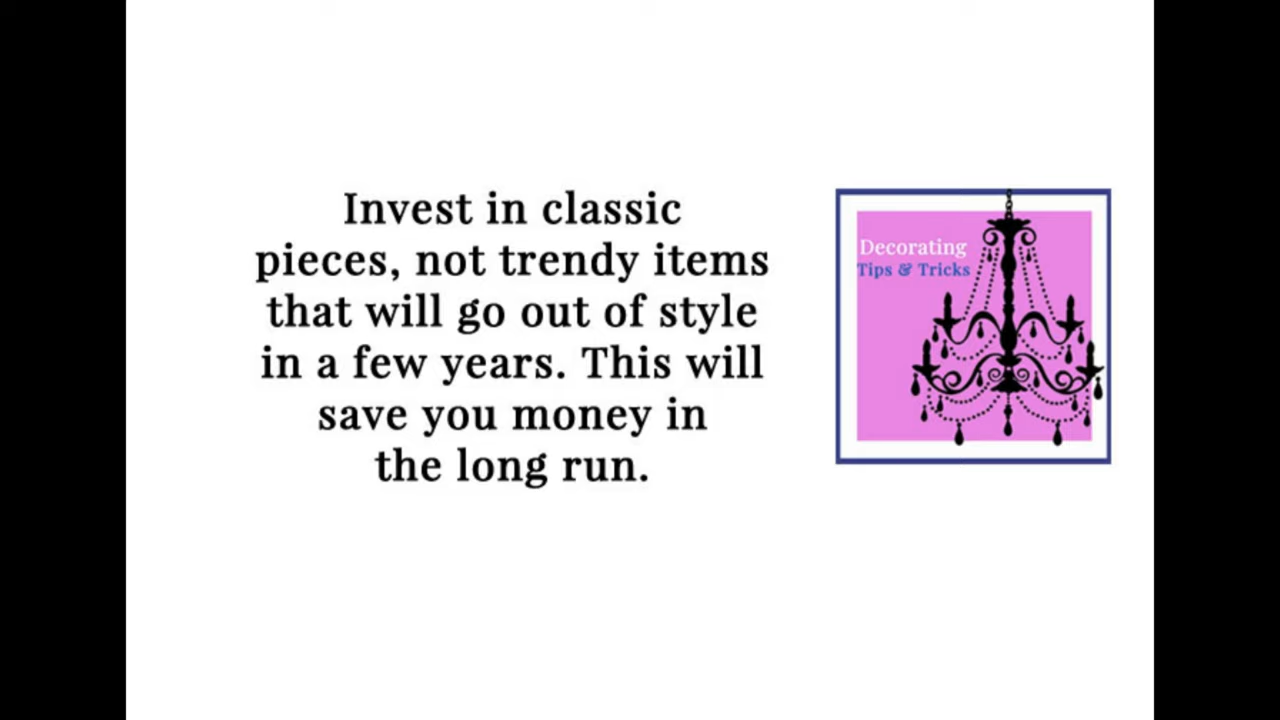 Invest in classic
pieces, not trendy items
that will go out of style
in a few years. This will
save you money in
the long run.
Decorating
Tips & Tricks